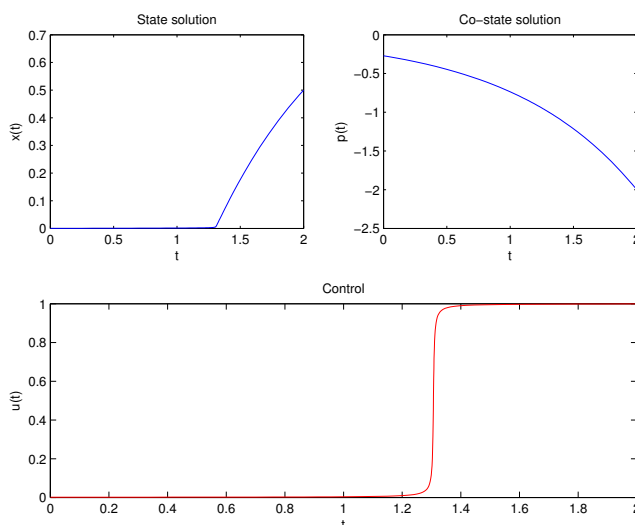 State solution
0.7
0.6
0.5
0.4
0.3
0.2
0.1
0
x(t)
0 0.5 1 1.5 2
t
Co−state solution
0
−0.5
−1
−1.5
−2
−2.5
p(t)
0 0.5 1 1.5 2
t
Control
1
0.8
0.6
0.4
0.2
0
u(t)
0 0.2 0.4 0.6 0.8 1 1.2 1.4 1.6 1.8 2
t